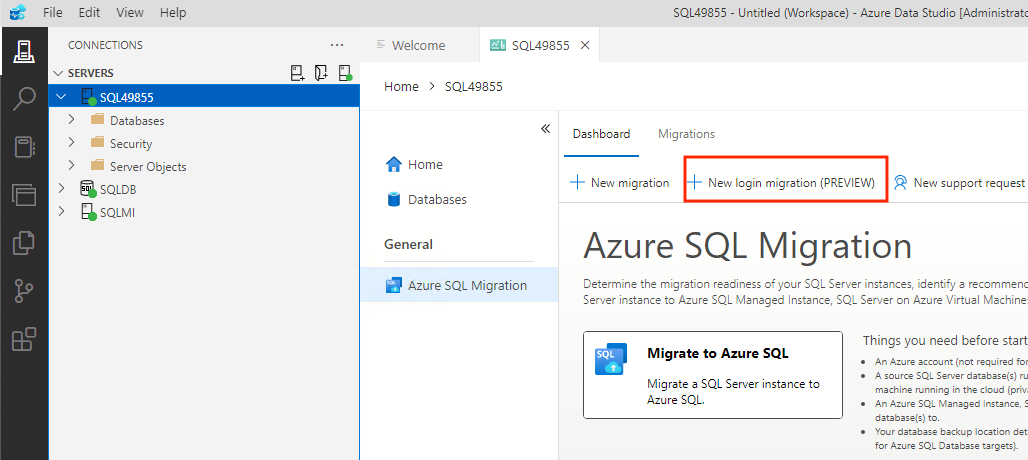 File Edit View Help SQL49855 - Untitled (Workspace) - Azure Data Studio [Administrato
CONNECTIONS
SERVERS
SQL49855
Databases
Security
Server Objects
SQLDB
SQLMI
Welcome SQL49855
Home > SQL49855
Home
Databases
General
Azure SQL Migration
Dashboard Migrations
New migration New login migration (PREVIEW) New support request
Azure SQL Migration
Determine the migration readiness of your SQL Server instances, identify a recommen
Server instance to Azure SQL Managed Instance, SQL Server on Azure Virtual Machines
SQL
Migrate to Azure SQL
Migrate a SQL Server instance to
Azure SQL.
Things you need before start
• An Azure account (not required for
• A source SQL Server database(s) ru
machine running in the cloud (priva
• An Azure SQL Managed Instance, S
database(s) to.
• Your database backup location det
for Azure SQL Database targets).